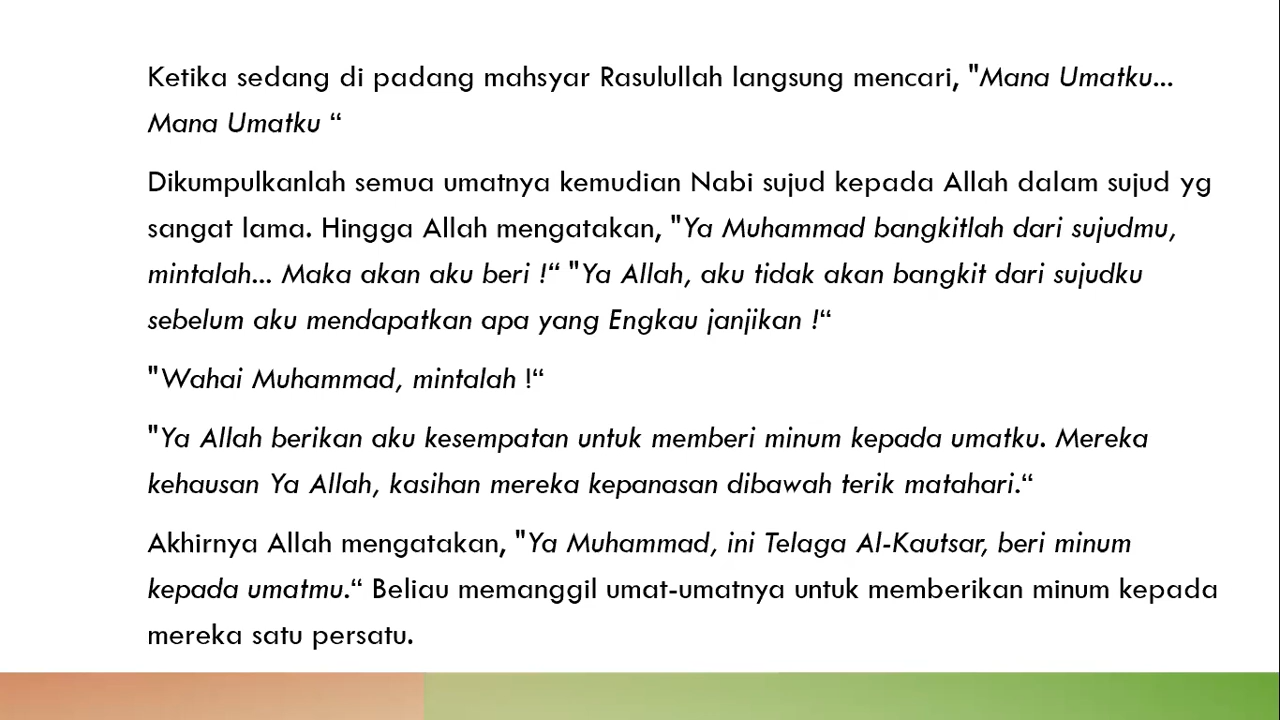 Ketika sedang di padang mahsyar Rasulullah langsung mencari, "Mana Umatku...
Mana Umatku “
Dikumpulkanlah semua umatnya kemudian Nabi sujud kepada Allah dalam sujud yg
sangat lama. Hingga Allah mengatakan, "Ya Muhammad bangkitlah dari sujudmu,
mintalah... Maka akan aku beri !“ "Ya Allah, aku tidak akan bangkit dari sujudku
sebelum aku mendapatkan apa yang Engkau janjikan !“
"Wahai Muhammad, mintalah !“
"Ya Allah berikan aku kesempatan untuk memberi minum kepada umatku. Mereka
kehausan Ya Allah, kasihan mereka kepanasan dibawah terik matahari.“
Akhirnya Allah mengatakan, "Ya Muhammad, ini Telaga Al-Kautsar, beri minum
kepada umatmu.“ Beliau memanggil umat-umatnya untuk memberikan minum kepada
mereka satu persatu.